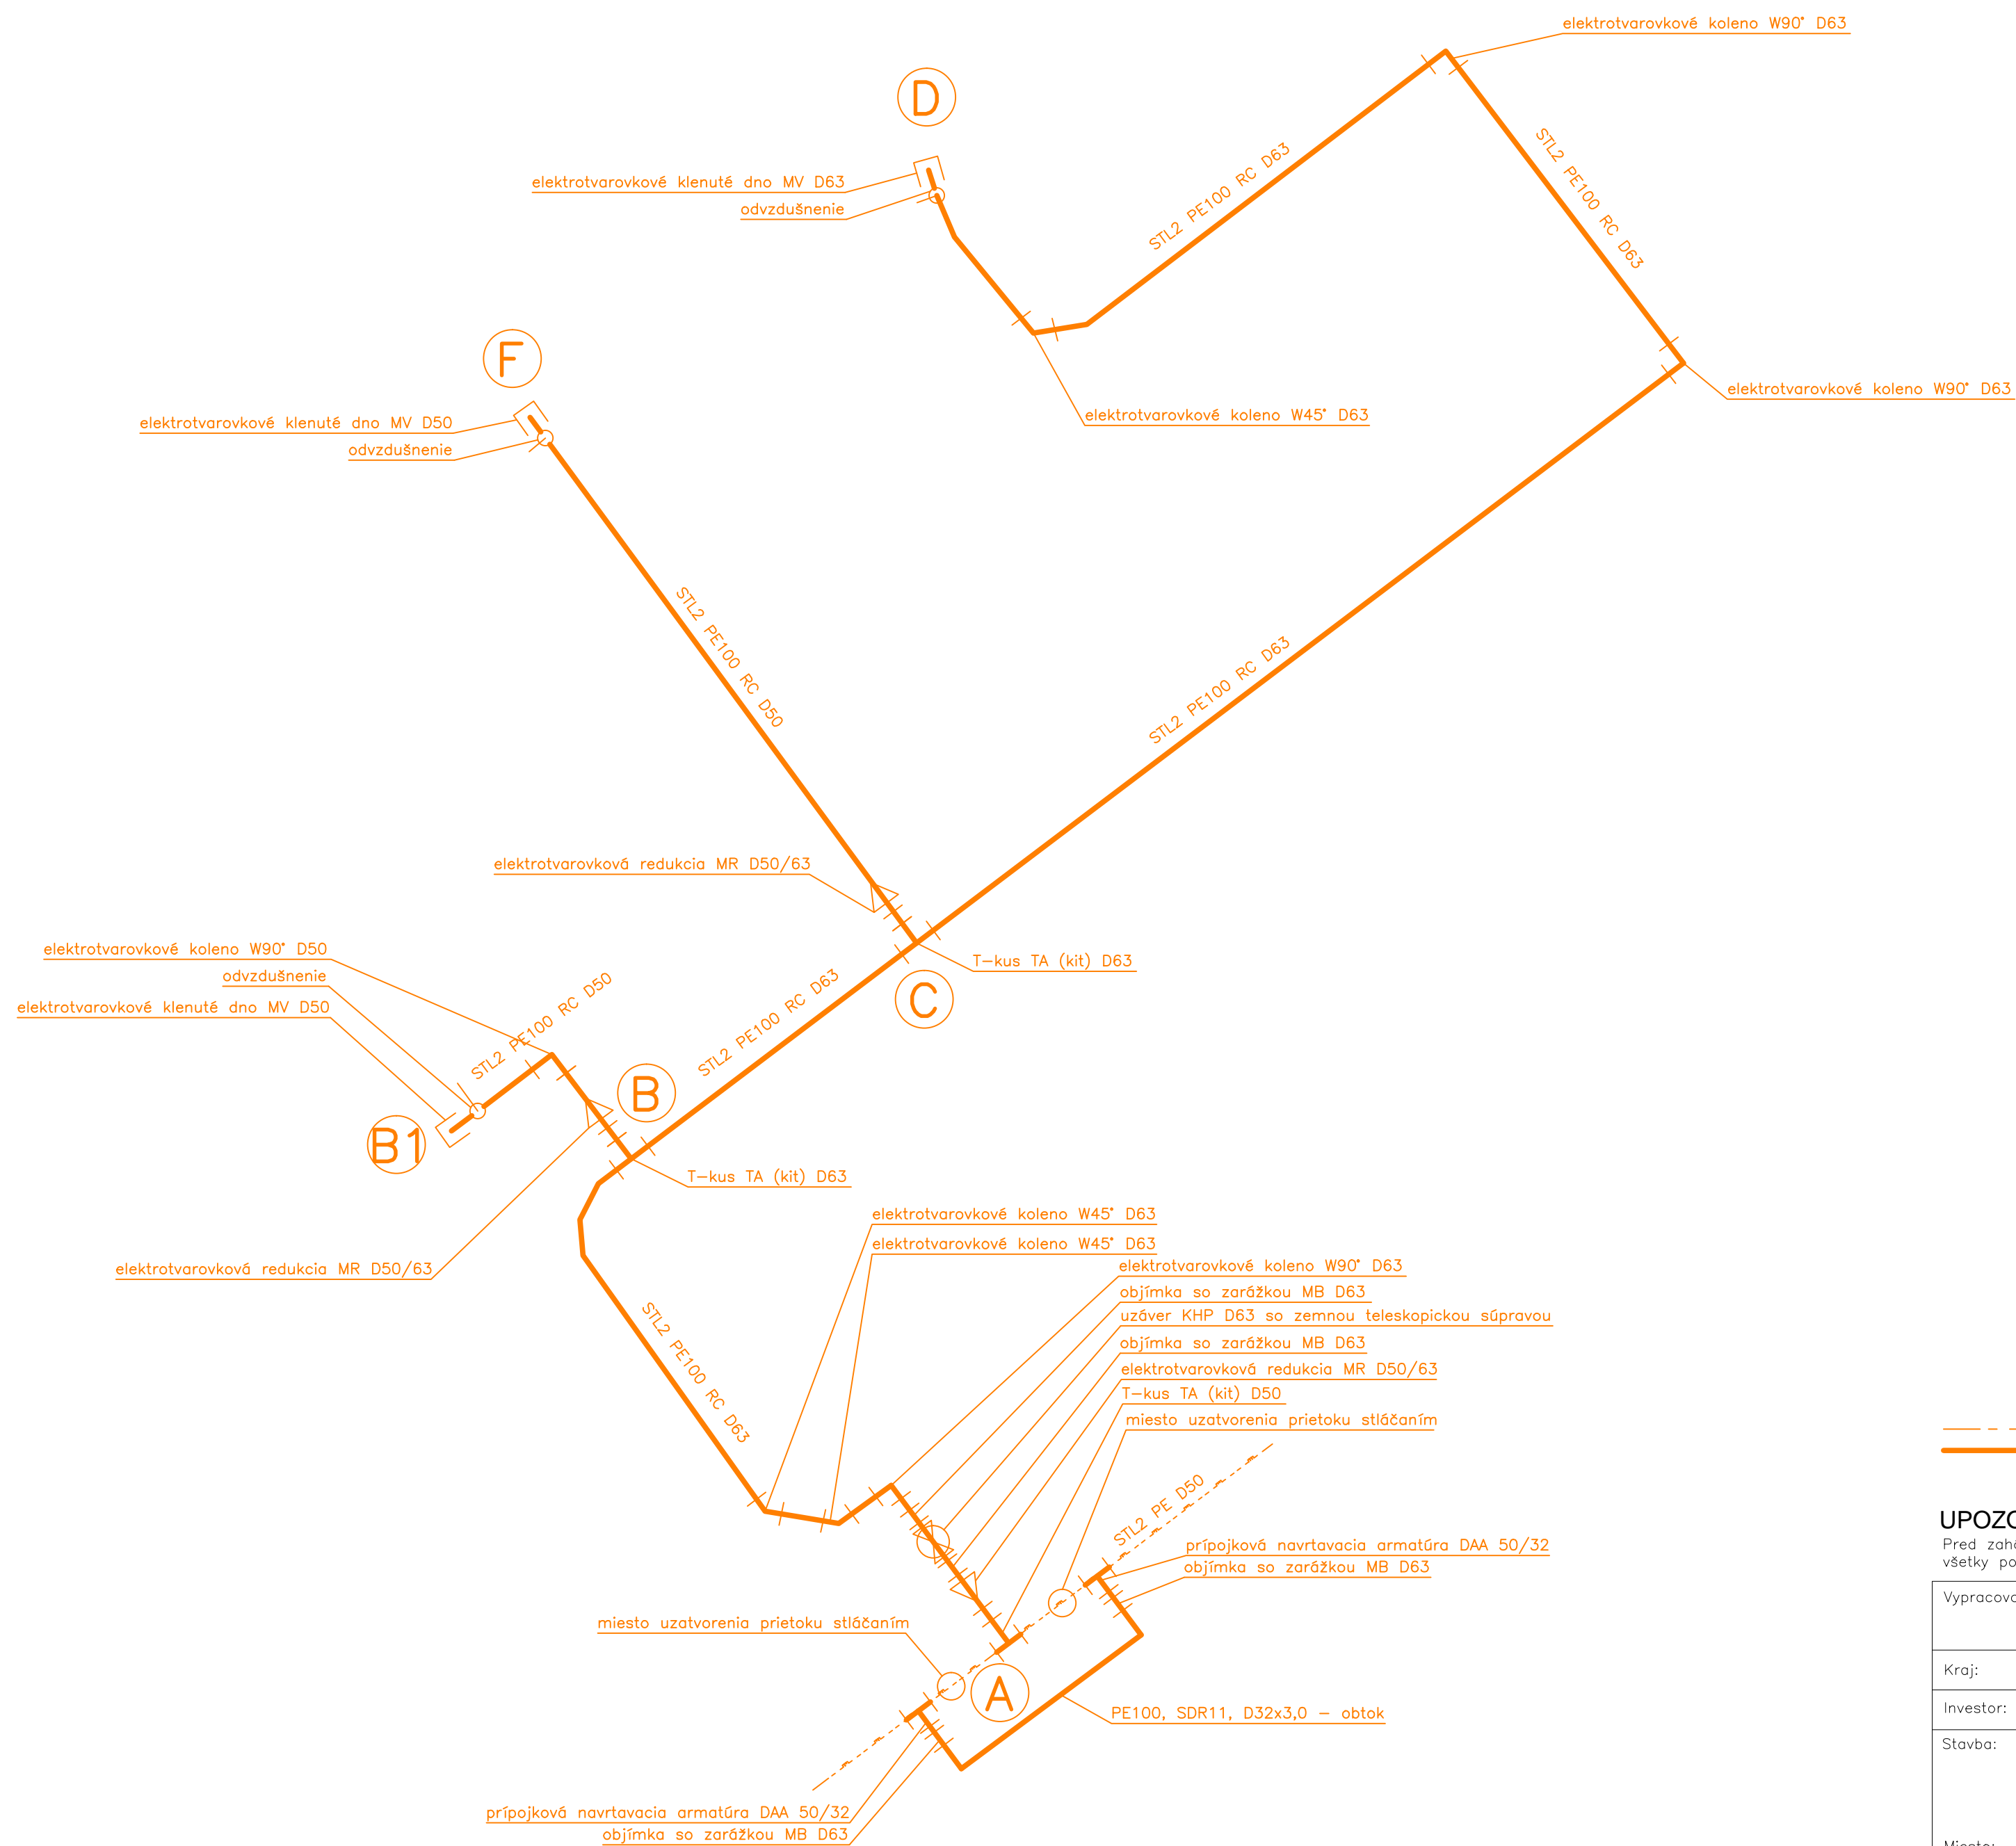 elektrotvarovkové koleno W90° D63
D
STL2 PE100 RC D63
STL2 PE100 RC D63
elektrotvarovkové klenuté dno MV D63
odvzdušnenie
F
elektrotvarovkové koleno W90° D63
elektrotvarovkové koleno W45° D63
elektrotvarovkové klenuté dno MV D50
odvzdušnenie
STL2 PE100 RC D50
STL2 PE100 RC D63
elektrotvarovková redukcia MR D50/63
elektrotvarovkové koleno W90° D50
T-kus TA (kit) D63
odvzdušnenie
STL2 PE100 RC D50
STL2 PE100 RC D63
C
elektrotvarovkové klenuté dno MV D50
B
B1
T-kus TA (kit) D63
elektrotvarovkové koleno W45° D63
elektrotvarovkové koleno W45° D63
elektrotvarovková redukcia MR D50/63
elektrotvarovkové koleno W90° D63
objímka so zarážkou MB D63
uzáver KHP D63 so zemnou teleskopickou súpravou
objímka so zarážkou MB D63
elektrotvarovková redukcia MR D50/63
T-kus TA (kit) D50
miesto uzatvorenia prietoku stláčaním
STL2 PE100 RC D63
STL2 PE D50
UPOZO
Pred zah
všetky po
prípojková navrtavacia armatúra DAA 50/32
objímka so zarážkou MB D63
Vypracova
miesto uzatvorenia prietoku stláčaním
Kraj:
A
Investor:
PE100, SDR11, D32x3,0 - obtok
Stavba:
prípojková navrtavacia armatúra DAA 50/32
objímka so zarážkou MB D63